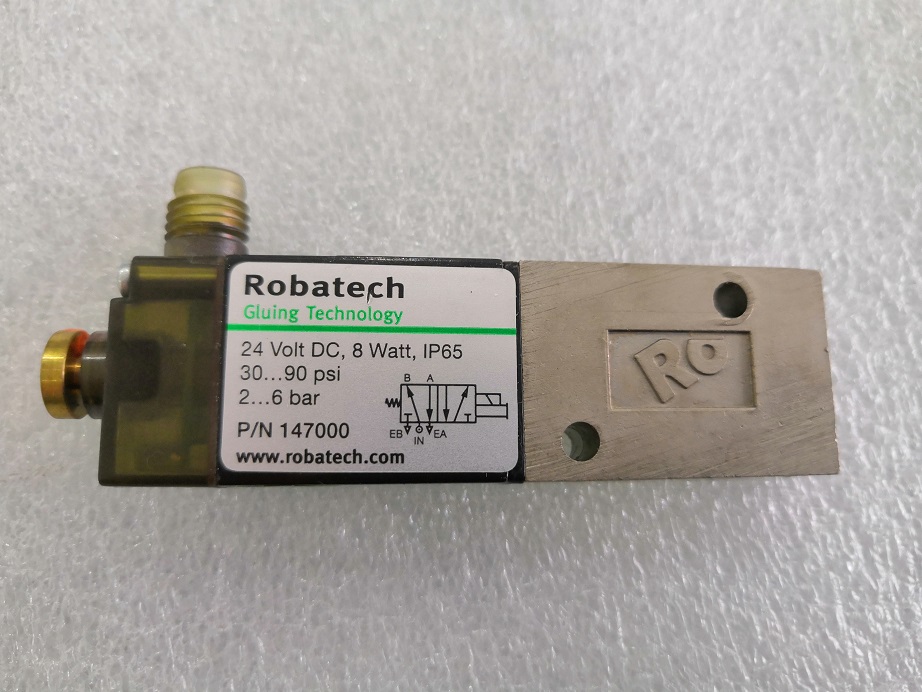 Robatech
Gluing Technology
24 Volt DC, 8 Watt, IP65
30...90 psi
2...6 bar
P/N 147000
www.robatech.com
B A
EB IN EA
Ro